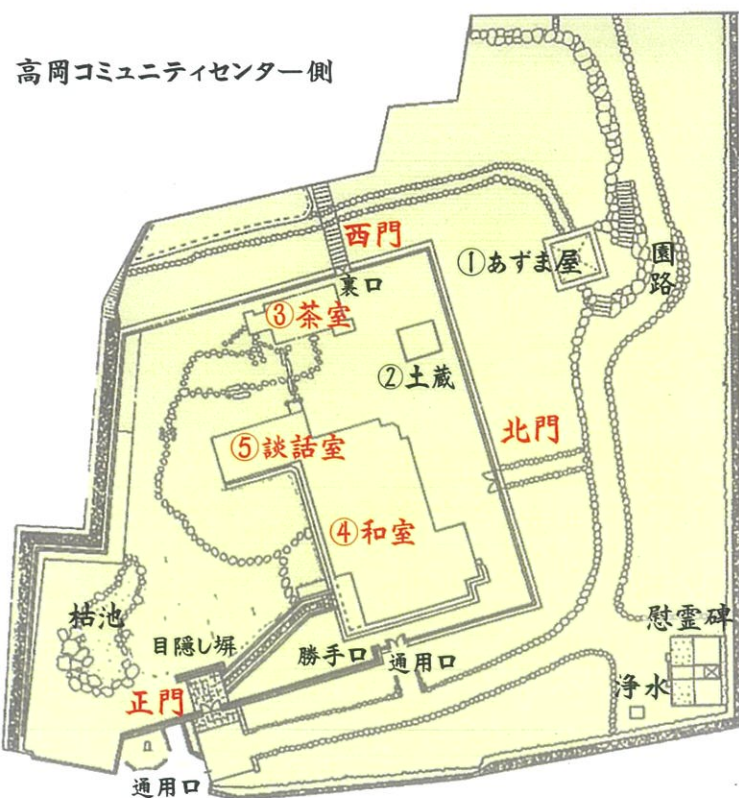 高岡コミュニティセンター側
西門
裏口
①あずま屋
園路
③茶室
②土蔵
⑤談話室
北門
④和室
枯池
目隠し塀
勝手口
通用口
慰霊碑
浄水
正門
通用口